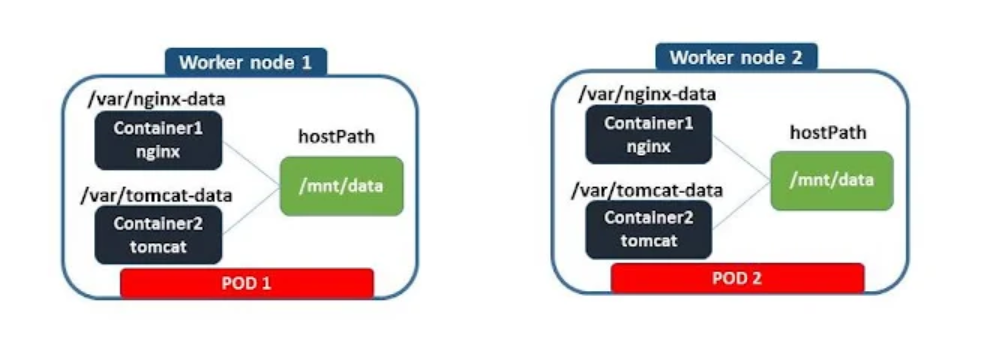 Worker node 1
/var/nginx-data
Container1
nginx
hostPath
/mnt/data
/var/tomcat-data
Container2
tomcat
POD 1
Worker node 2
/var/nginx-data
Container1
nginx
hostPath
/mnt/data
/var/tomcat-data
Container2
tomcat
POD 2